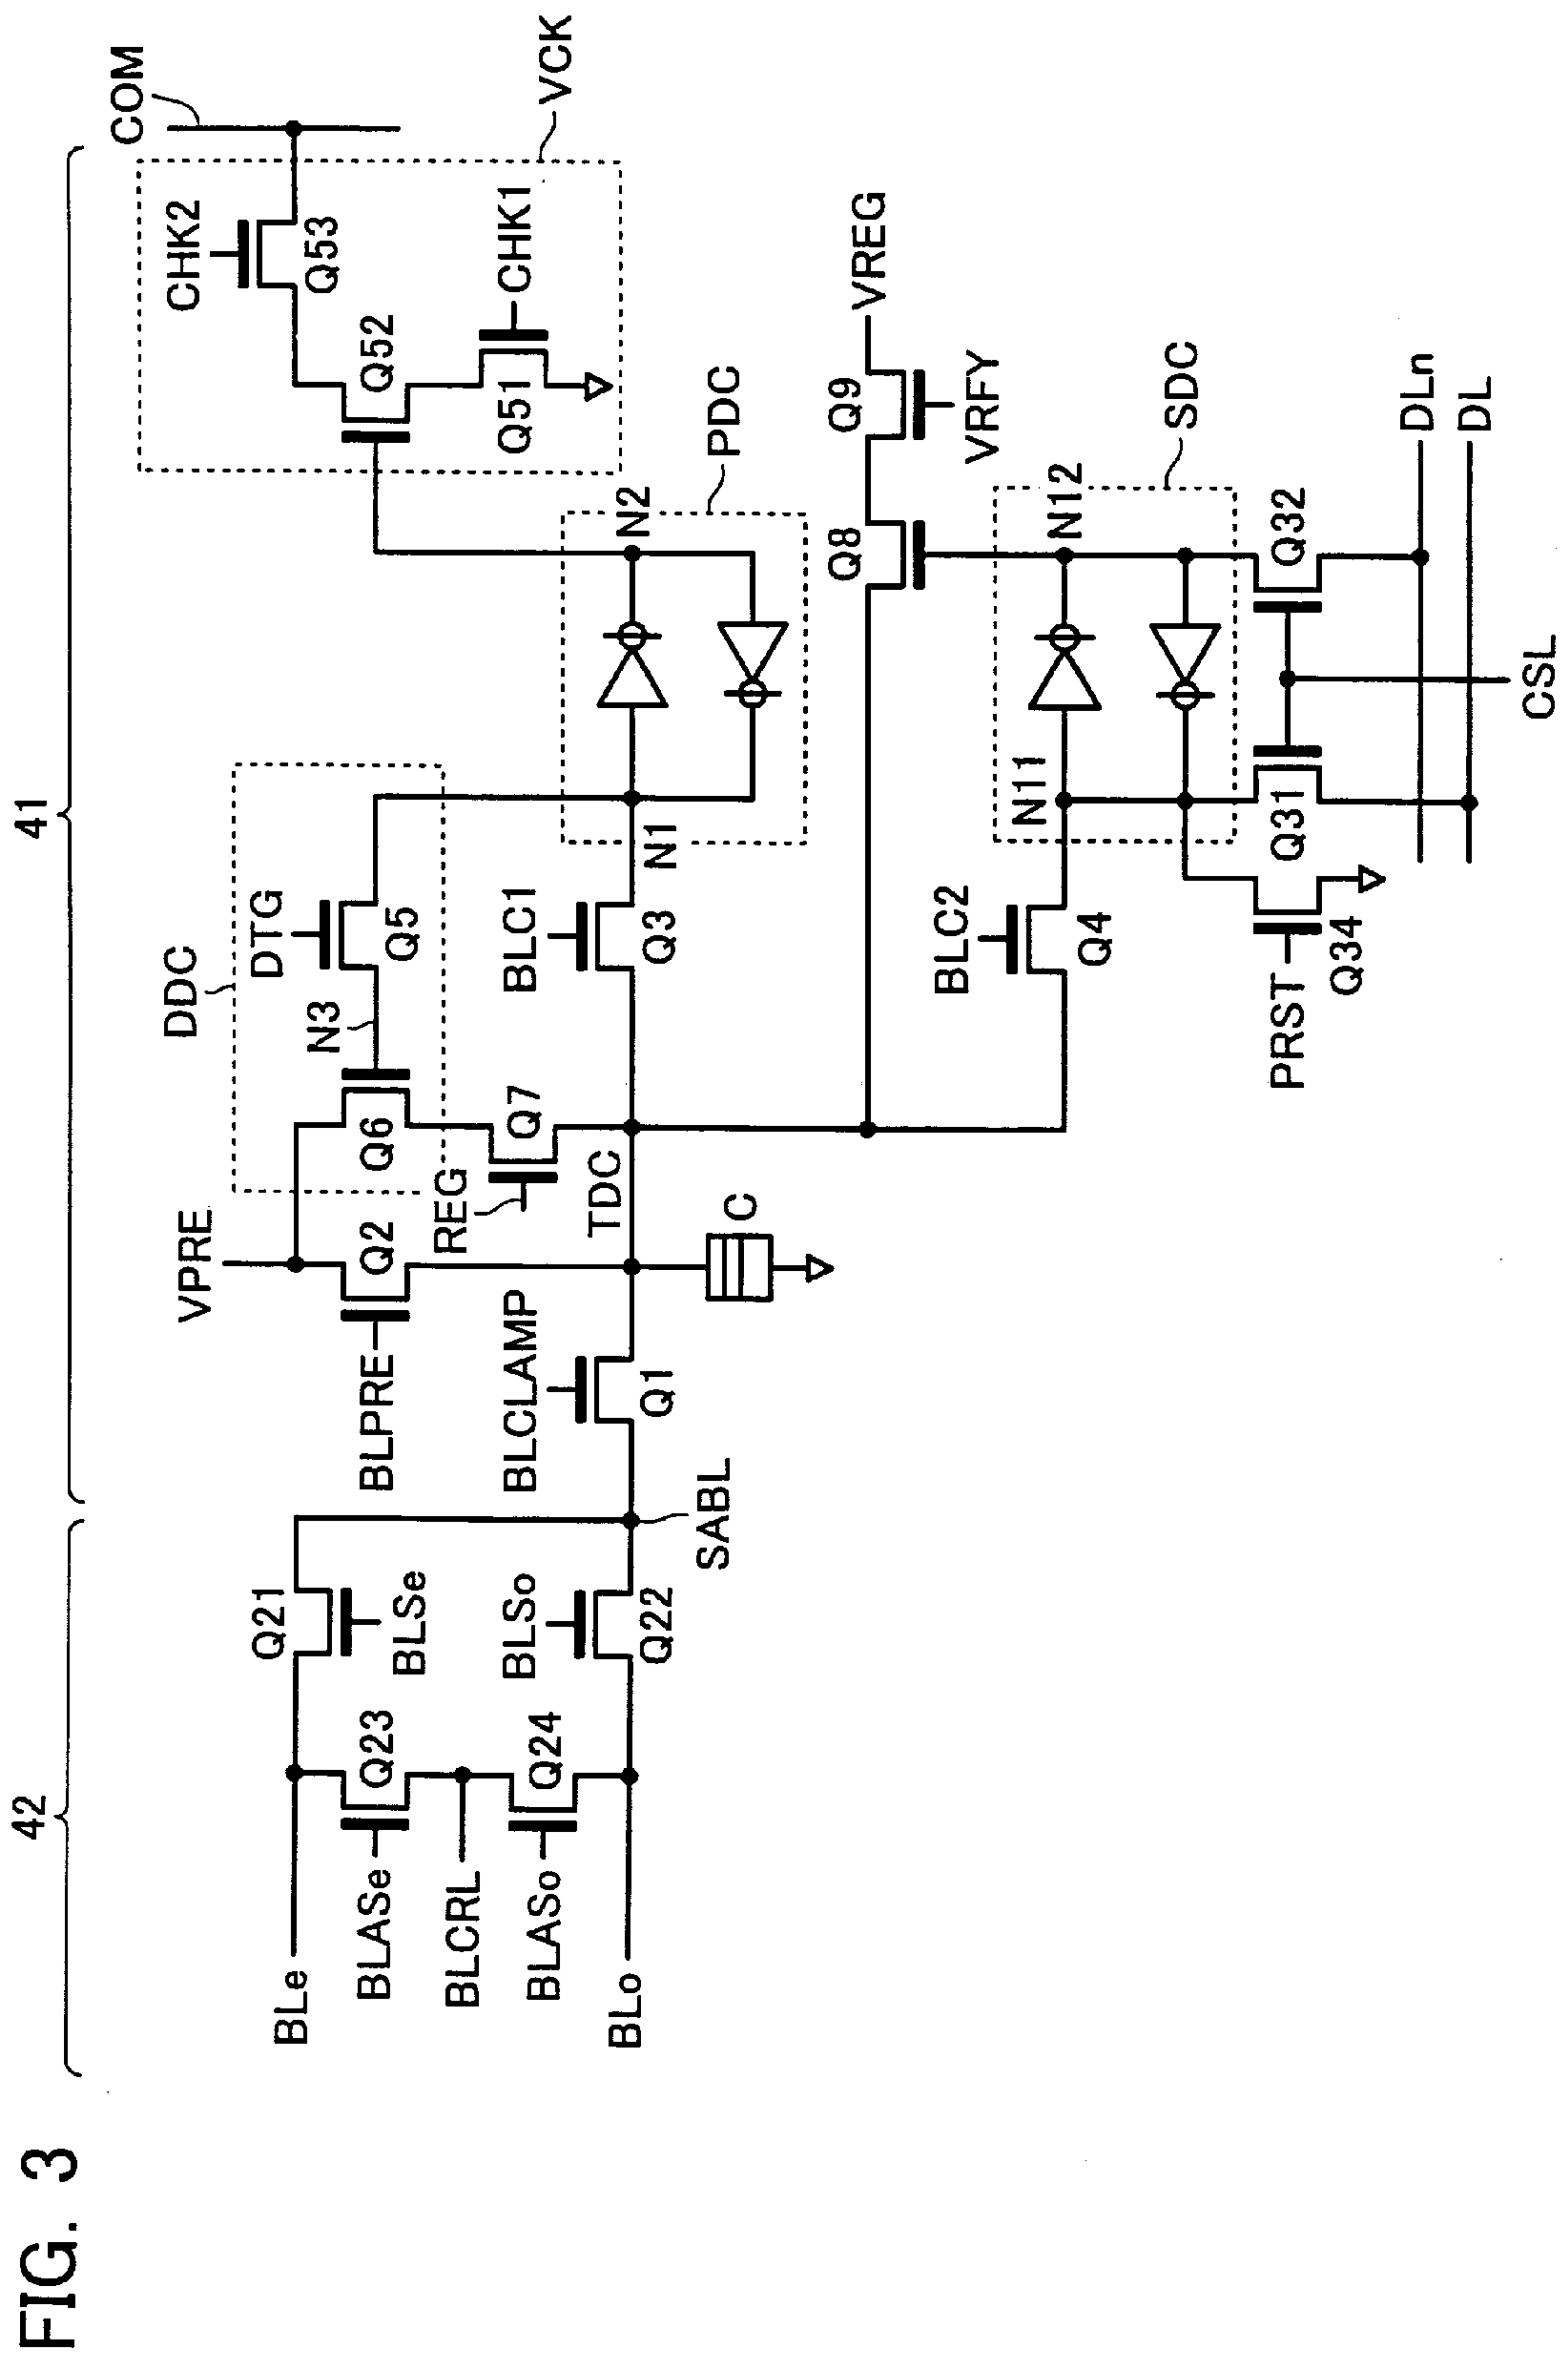 FIG. 3
42
41
BLe
BLASe
BLCRL
BLASo
BLo
Q23
Q24
Q21
BLSe
BLSo
Q22
SABL
BLCLAMP
Q1
BLPRE
Q2
VPRE
C
TDC
REG
Q7
Q6
N3
DDC
DTG
Q5
BLC1
Q3
N1
N2
PDC
COM
CHK2
Q53
Q52
Q51
CHK1
VCK
VREG
Q9
VRFY
Q8
BLC2
Q4
N11
N12
SDC
PRST
Q34
Q31
Q32
CSL
DLn
DL